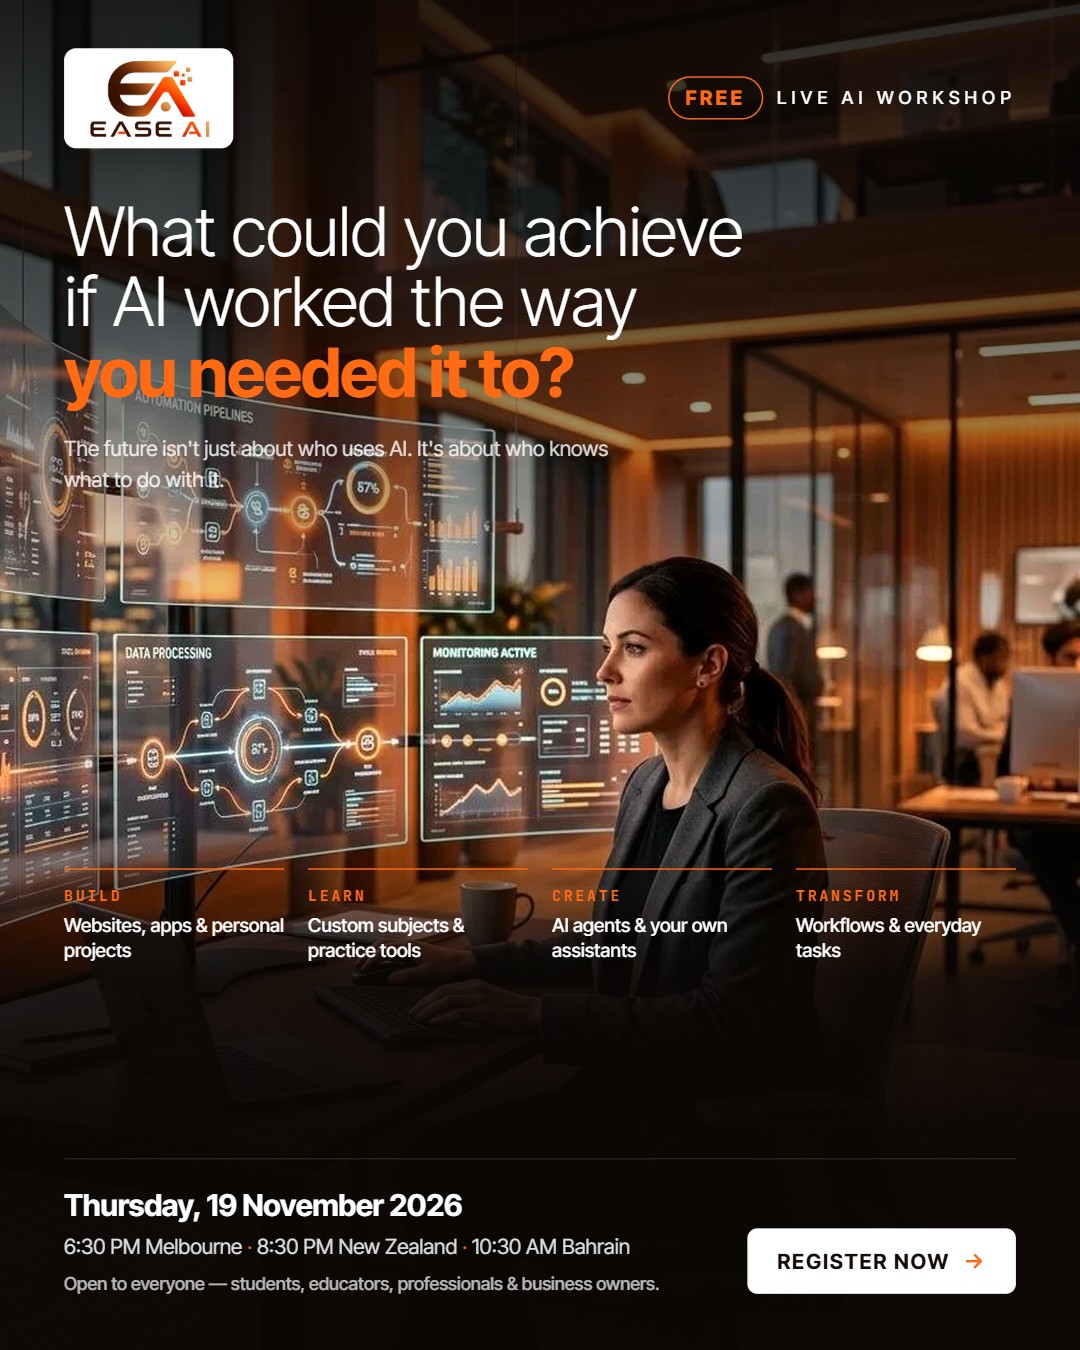 EASE AI
FREE LIVE AI WORKSHOP
What could you achieve
if AI worked the way
you needed it to?
AUTOMATION PIPELINES
The future isn't just about who uses AI. It's about who knows
what to do with it.
57%
DATA PROCESSING
MONITORING ACTIVE
BUILD
Websites, apps & personal
projects
LEARN
Custom subjects &
practice tools
CREATE
AI agents & your own
assistants
TRANSFORM
Workflows & everyday
tasks
Thursday, 19 November 2026
6:30 PM Melbourne · 8:30 PM New Zealand · 10:30 AM Bahrain
Open to everyone — students, educators, professionals & business owners.
REGISTER NOW →